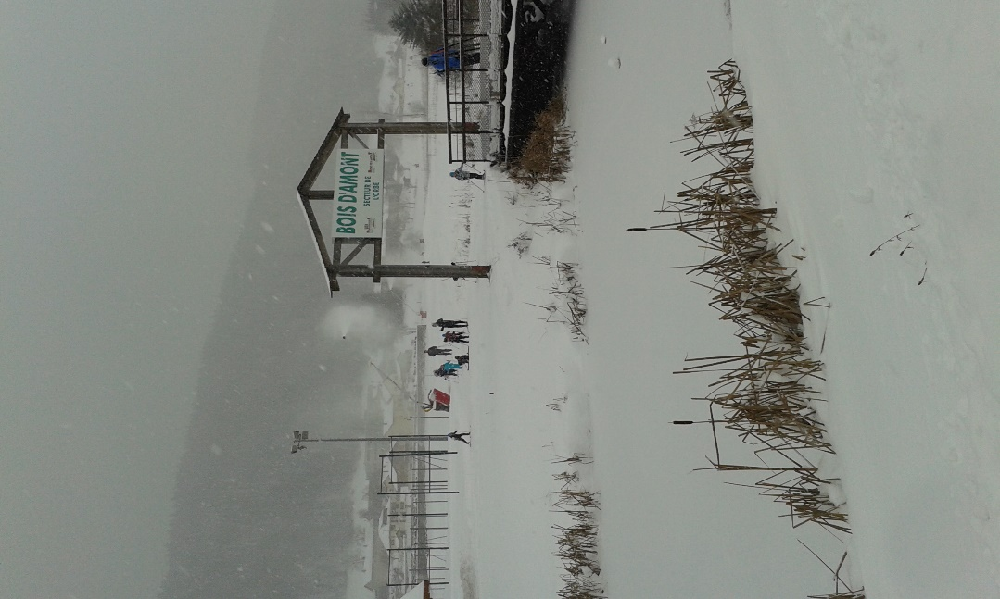 BOIS D'AMONT
SECTEUR DE
L'ORBE